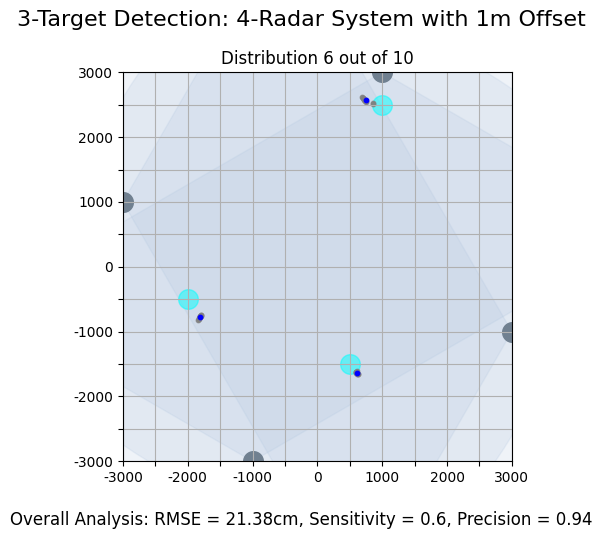 3-Target Detection: 4-Radar System with 1m Offset
Distribution 6 out of 10
3000
2000
1000
0
-1000
-2000
-3000
-3000 -2000 -1000 0 1000 2000 3000
Overall Analysis: RMSE = 21.38cm, Sensitivity = 0.6, Precision = 0.94